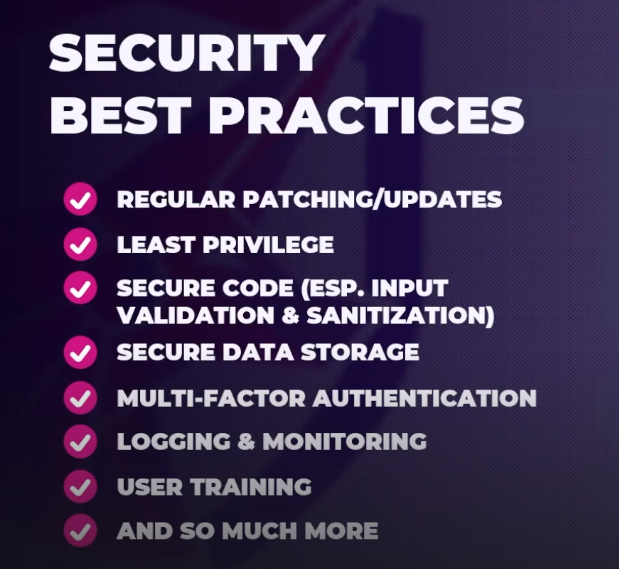 SECURITY
BEST PRACTICES
REGULAR PATCHING/UPDATES
LEAST PRIVILEGE
SECURE CODE (ESP. INPUT
VALIDATION & SANITIZATION)
SECURE DATA STORAGE
MULTI-FACTOR AUTHENTICATION
LOGGING & MONITORING
USER TRAINING
AND SO MUCH MORE